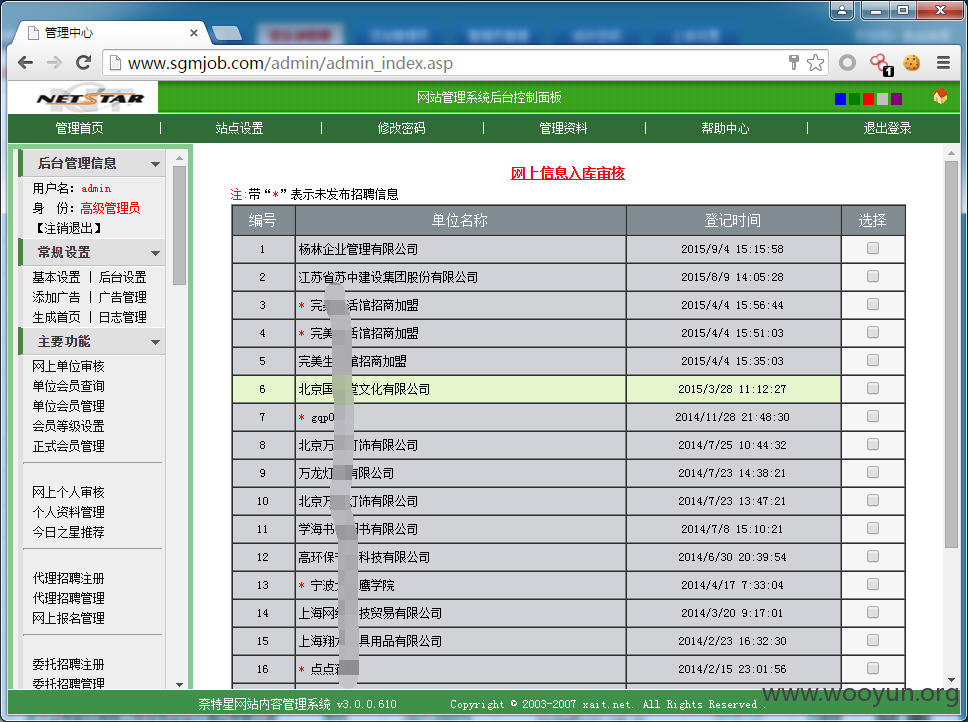 管理中心
www.sgmjob.com/admin/admin_index.asp
1
NETSTAR
网站管理系统后台控制面板
管理首页 | 站点设置 | 修改密码 | 管理资料 | 帮助中心 | 退出登录
后台管理信息
用户名: admin
身 份: 高级管理员
【注销退出】
常规设置
基本设置 | 后台设置
添加广告 | 广告管理
生成首页 | 日志管理
主要功能
网上单位审核
单位会员查询
单位会员管理
会员等级设置
正式会员管理
网上个人审核
个人资料管理
今日之星推荐
代理招聘注册
代理招聘管理
网上报名管理
委托招聘注册
委托招聘管理
网上信息入库审核
注:带“*”表示未发布招聘信息
编号 单位名称 登记时间 选择
1 杨林企业管理有限公司 2015/9/4 15:15:58
2 江苏省苏中建设集团股份有限公司 2015/8/9 14:05:28
3 * 完美 活馆招商加盟 2015/4/4 15:56:44
4 * 完美 活馆招商加盟 2015/4/4 15:51:03
5 完美生 馆招商加盟 2015/4/4 15:35:03
6 北京国 堂文化有限公司 2015/3/28 11:12:27
7 * gqp0 2014/11/28 21:48:30
8 北京万 灯饰有限公司 2014/7/25 10:44:32
9 万龙灯 有限公司 2014/7/23 14:38:21
10 北京万 灯饰有限公司 2014/7/23 13:47:21
11 学海书 图书有限公司 2014/7/8 15:10:21
12 高环保 科技有限公司 2014/6/30 20:39:54
13 * 宁波大 鹰学院 2014/4/17 7:33:04
14 上海网 技贸易有限公司 2014/3/20 9:17:01
15 上海翔 具用品有限公司 2014/2/23 16:32:30
16 * 点点 2014/2/15 23:01:56
奈特星网站内容管理系统 v3.0.0.610 Copyright © 2003-2007 xait.net. All Rights Reserved .
www.wooyun.org